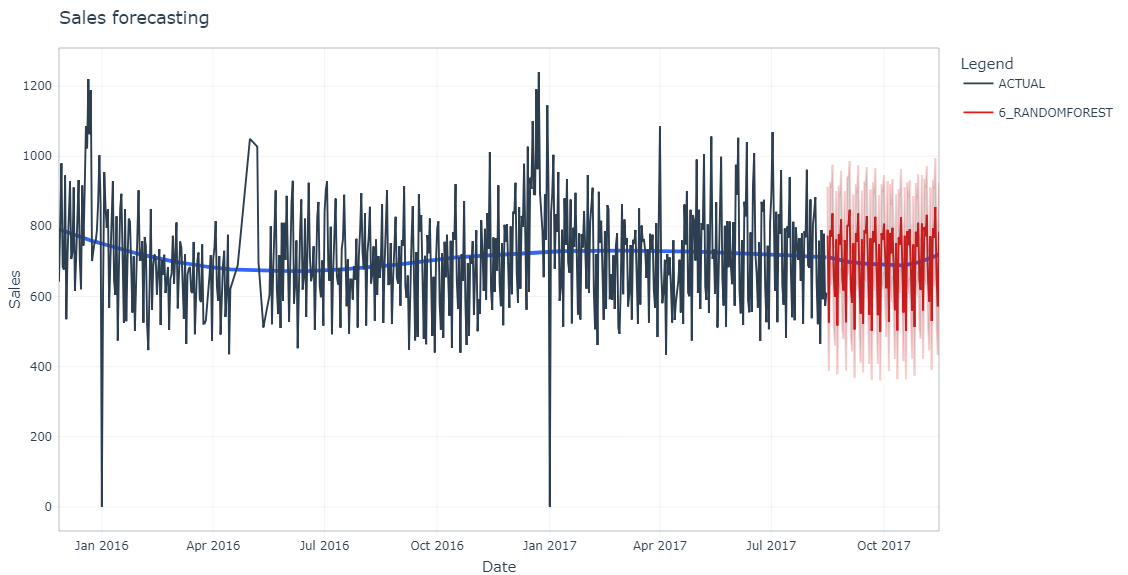 Sales forecasting
Legend
ACTUAL
6_RANDOMFOREST
1200
1000
800
600
400
200
0
Sales
Jan 2016
Apr 2016
Jul 2016
Oct 2016
Jan 2017
Apr 2017
Jul 2017
Oct 2017
Date